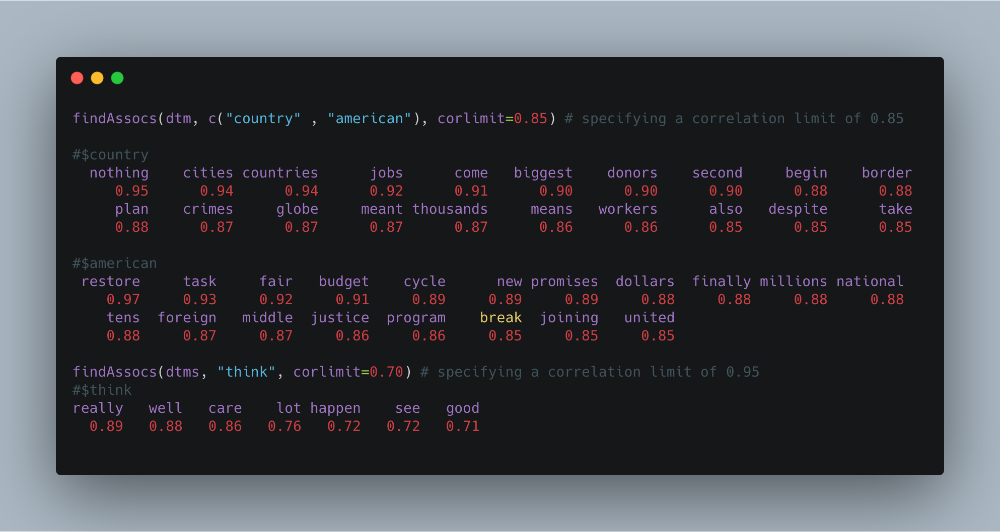 findAssocs(dtm, c("country" , "american"), corlimit=0.85) # specifying a correlation limit of 0.85
#$country
nothing cities countries jobs come biggest donors second begin border
0.95 0.94 0.94 0.92 0.91 0.90 0.90 0.90 0.88 0.88
plan crimes globe meant thousands means workers also despite take
0.88 0.87 0.87 0.87 0.87 0.86 0.86 0.85 0.85 0.85
#$american
restore task fair budget cycle new promises dollars finally millions national
0.97 0.93 0.92 0.91 0.89 0.89 0.89 0.88 0.88 0.88 0.88
tens foreign middle justice program break joining united
0.88 0.87 0.87 0.86 0.86 0.85 0.85 0.85
findAssocs(dtms, "think", corlimit=0.70) # specifying a correlation limit of 0.95
#$think
really well care lot happen see good
0.89 0.88 0.86 0.76 0.72 0.72 0.71